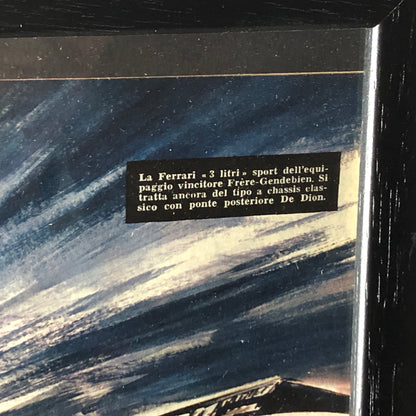 La Ferrari «3 litri» sport dell'equi-
paggio vincitore Frère-Gendebien. Si
tratta ancora del tipo a chassis clas-
sico con ponte posteriore De Dion.